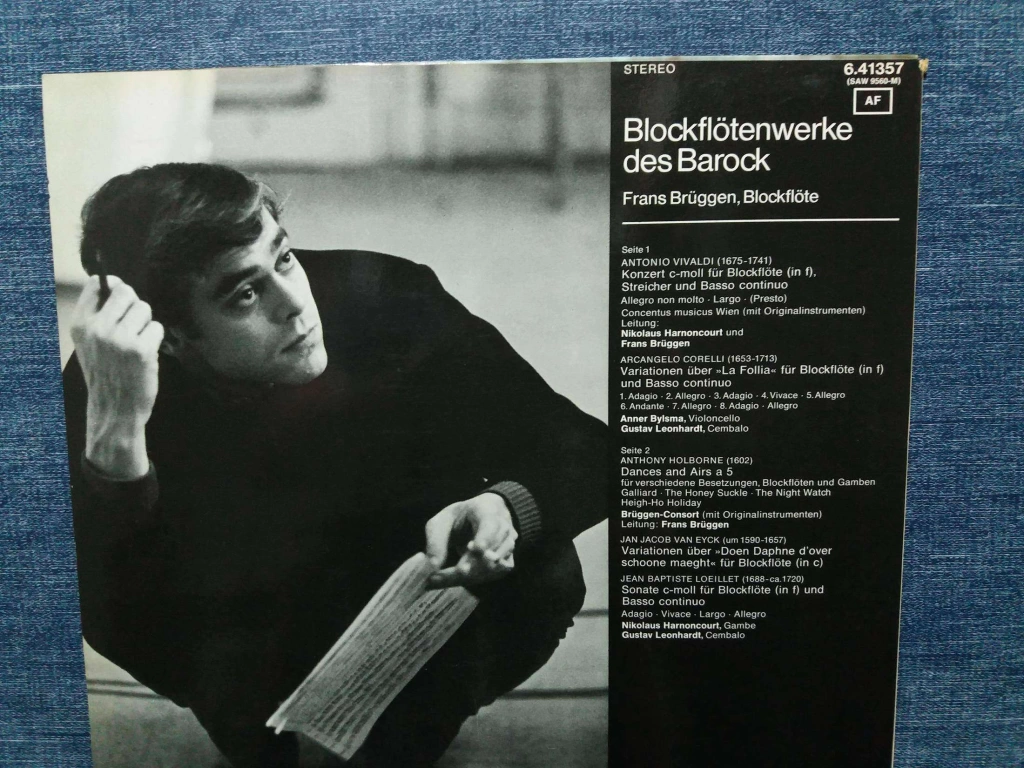 STEREO
6.41357
(SAW 9560-M)
AF
Blockflötenwerke
des Barock
Frans Brüggen, Blockflöte
Seite 1
ANTONIO VIVALDI (1675-1741)
Konzert c-moll für Blockflöte (in f),
Streicher und Basso continuo
Allegro non molto · Largo · (Presto)
Concentus musicus Wien (mit Originalinstrumenten)
Leitung:
Nikolaus Harnoncourt und
Frans Brüggen
ARCANGELO CORELLI (1653-1713)
Variationen über »La Follia« für Blockflöte (in f)
und Basso continuo
1. Adagio · 2. Allegro · 3. Adagio · 4. Vivace · 5. Allegro
6. Andante · 7. Allegro · 8. Adagio · Allegro
Anner Bylsma, Violoncello
Gustav Leonhardt, Cembalo
Seite 2
ANTHONY HOLBORNE (1602)
Dances and Airs a 5
für verschiedene Besetzungen, Blockflöten und Gamben
Galliard · The Honey Suckle · The Night Watch
Heigh-Ho Holiday
Brüggen-Consort (mit Originalinstrumenten)
Leitung: Frans Brüggen
JAN JACOB VAN EYCK (um 1590-1657)
Variationen über »Doen Daphne d'over
schoone maeght« für Blockflöte (in c)
JEAN BAPTISTE LOEILLET (1688-ca.1720)
Sonate c-moll für Blockflöte (in f) und
Basso continuo
Adagio · Vivace · Largo · Allegro
Nikolaus Harnoncourt, Gambe
Gustav Leonhardt, Cembalo